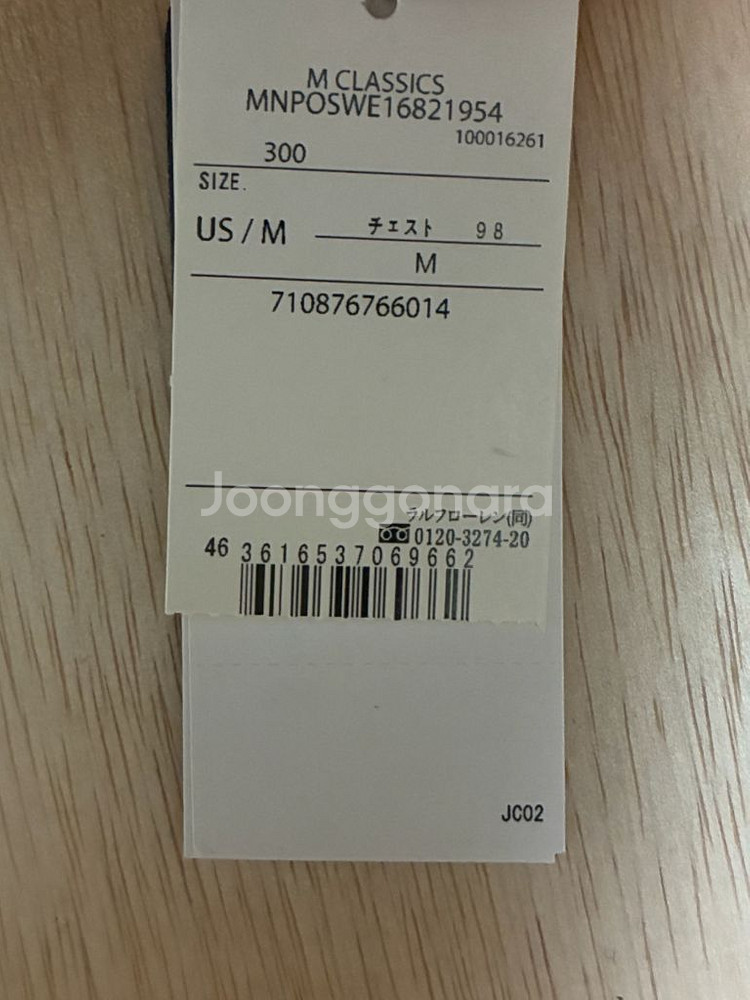 M CLASSICS
MNPOSWE16821954
100016261
300
SIZE.
US / M
チェスト 98
M
710876766014
Joonggonara
ラルフローレン(同)
0120-3274-20
46 3616537069662
JC02